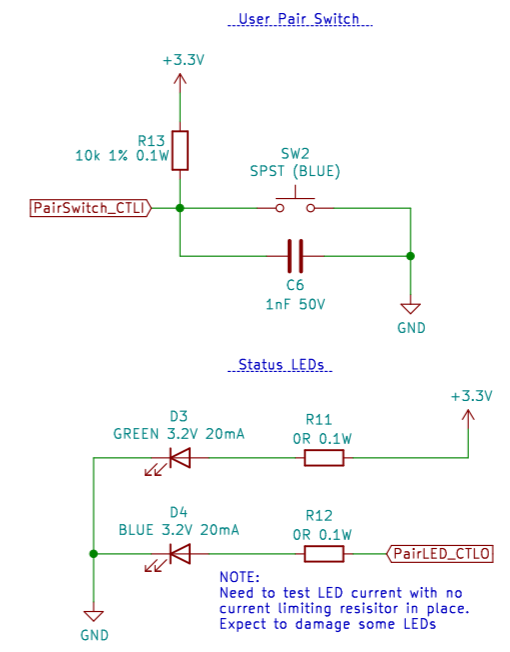 User Pair Switch
+3.3V
R13
10k 1% 0.1W
SW2
SPST (BLUE)
PairSwitch_CTLI
C6
1nF 50V
GND
Status LEDs
+3.3V
D3
GREEN 3.2V 20mA
R11
0R 0.1W
D4
BLUE 3.2V 20mA
R12
0R 0.1W
PairLED_CTLO
NOTE:
Need to test LED current with no
current limiting resisitor in place.
Expect to damage some LEDs
GND